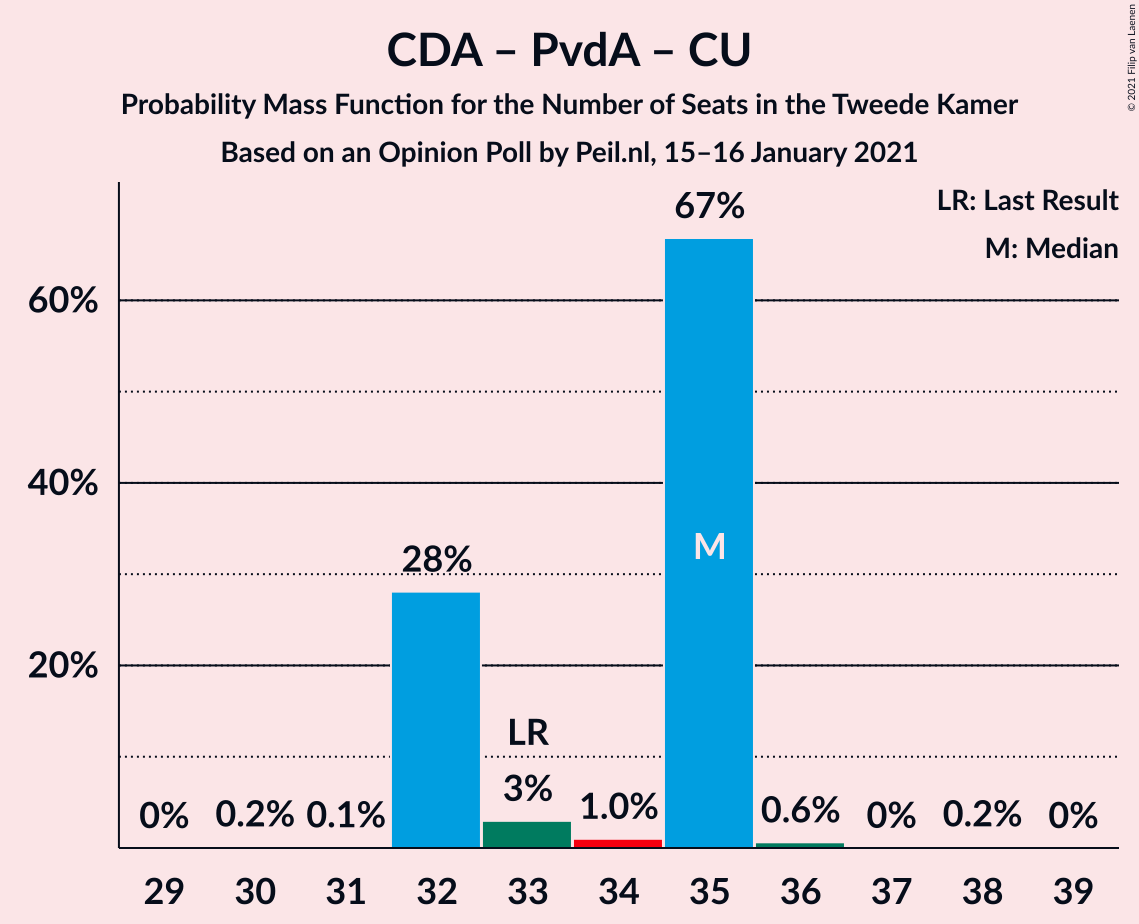 CDA – PvdA – CU
Probability Mass Function for the Number of Seats in the Tweede Kamer
Based on an Opinion Poll by Peil.nl, 15–16 January 2021
© 2021 Filip van Laenen
LR: Last Result
M: Median
67%
60%
40%
M
28%
20%
LR
3%
0% 0.2% 0.1% 1.0% 0.6% 0% 0.2% 0%
29 30 31 32 33 34 35 36 37 38 39